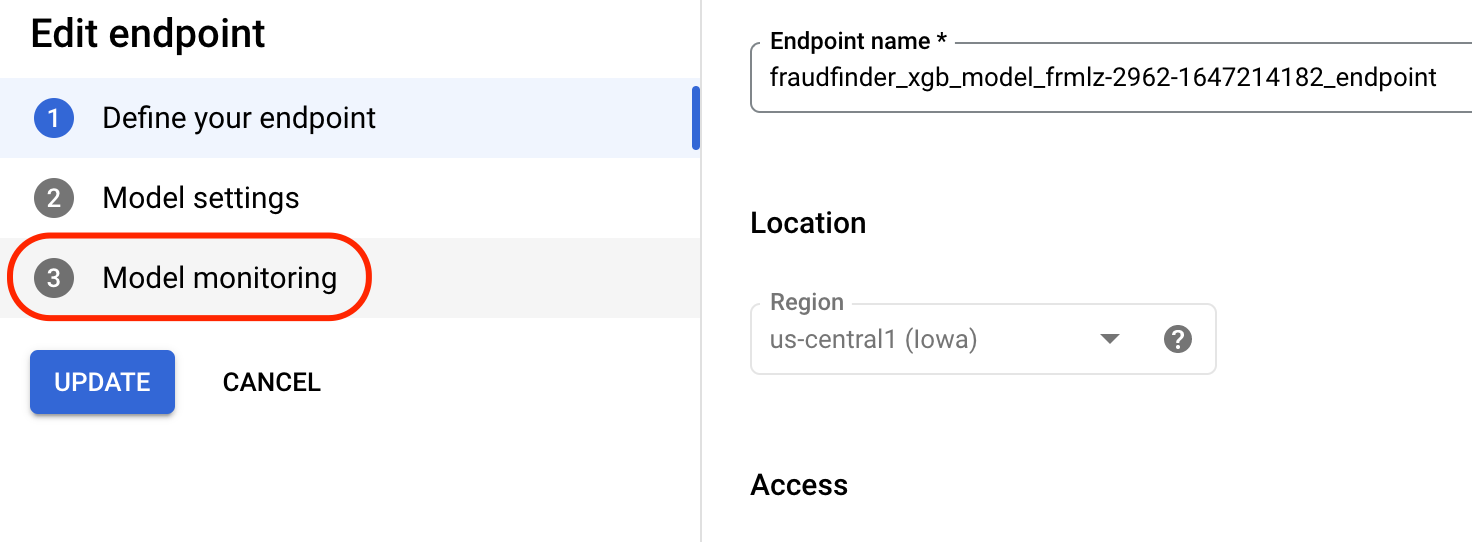 Edit endpoint
1 Define your endpoint
2 Model settings
3 Model monitoring
UPDATE CANCEL
Endpoint name *
fraudfinder_xgb_model_frmlz-2962-1647214182_endpoint
Location
Region
us-central1 (Iowa) ?
Access